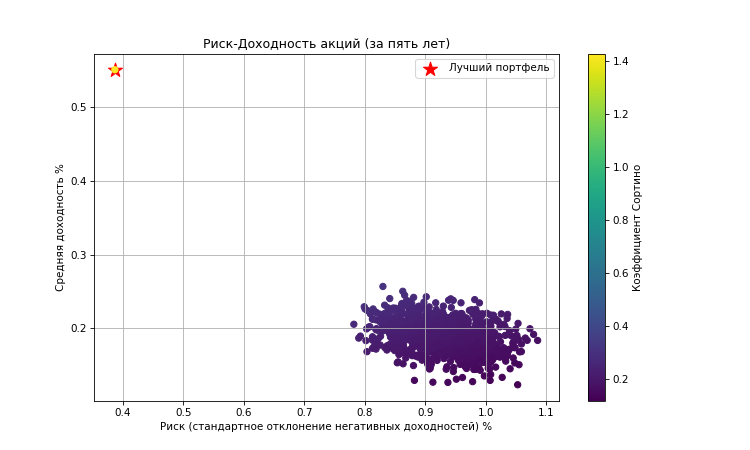 Риск-Доходность акций (за пять лет)
Лучший портфель
Средняя доходность %
0.5
0.4
0.3
0.2
0.4 0.5 0.6 0.7 0.8 0.9 1.0 1.1
Риск (стандартное отклонение негативных доходностей) %
1.4
1.2
1.0
0.8
0.6
0.4
0.2
Коэффициент Сортино